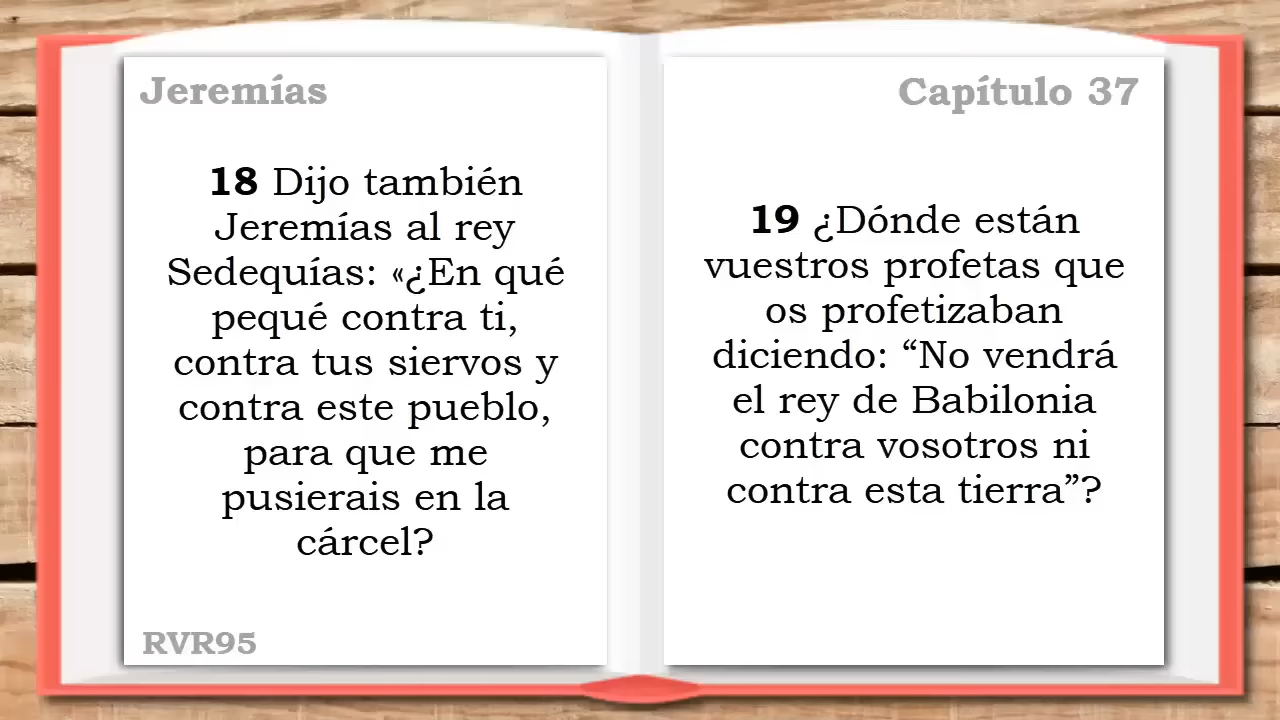 Jeremías
18 Dijo también
Jeremías al rey
Sedequías: «¿En qué
pequé contra ti,
contra tus siervos y
contra este pueblo,
para que me
pusierais en la
cárcel?
RVR95
Capítulo 37
19 ¿Dónde están
vuestros profetas que
os profetizaban
diciendo: “No vendrá
el rey de Babilonia
contra vosotros ni
contra esta tierra”?